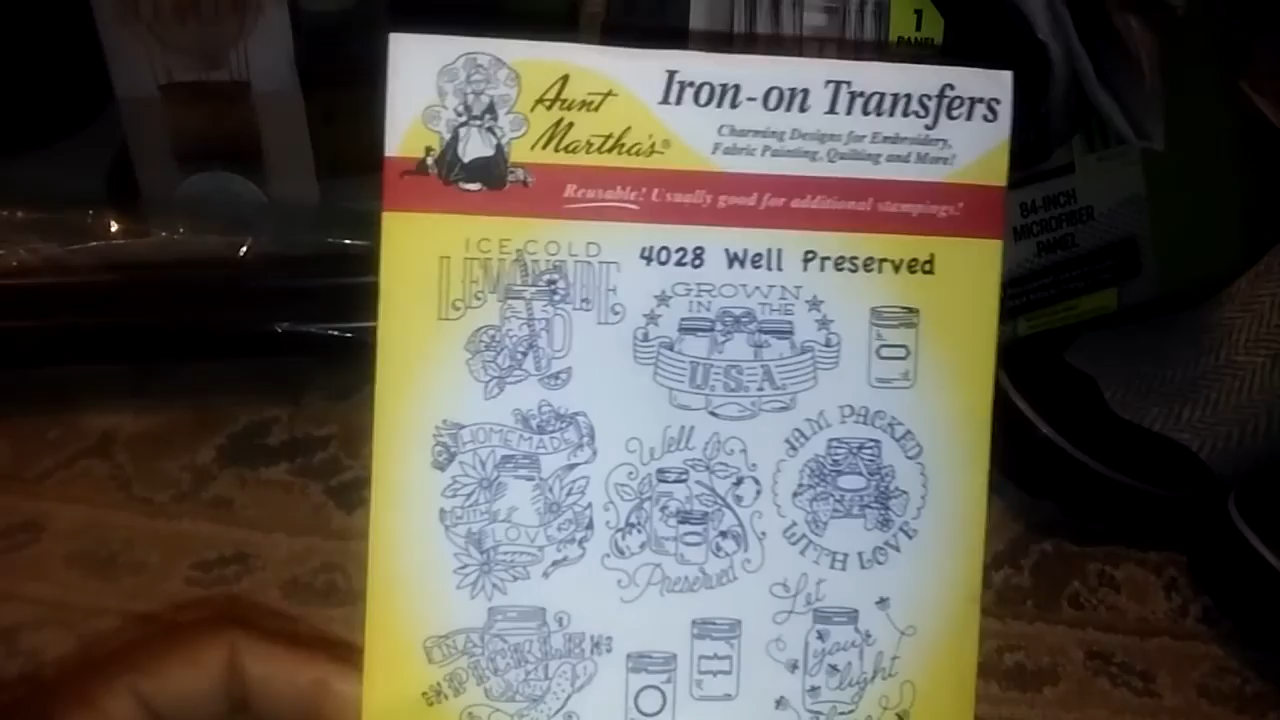 1
PANEL
Aunt
Martha's®
Iron-on Transfers
Charming Designs for Embroidery,
Fabric Painting, Quilting and More!
Reusable! Usually good for additional stampings!
84-INCH
MICROFIBER
PANEL
4028 Well Preserved
ICE COLD
LEMONADE
GROWN
IN THE
U.S.A.
HOMEMADE
WITH
LOVE
Well
Preserved
JAM PACKED
WITH LOVE
IN A
PICKLE
Let
your
light